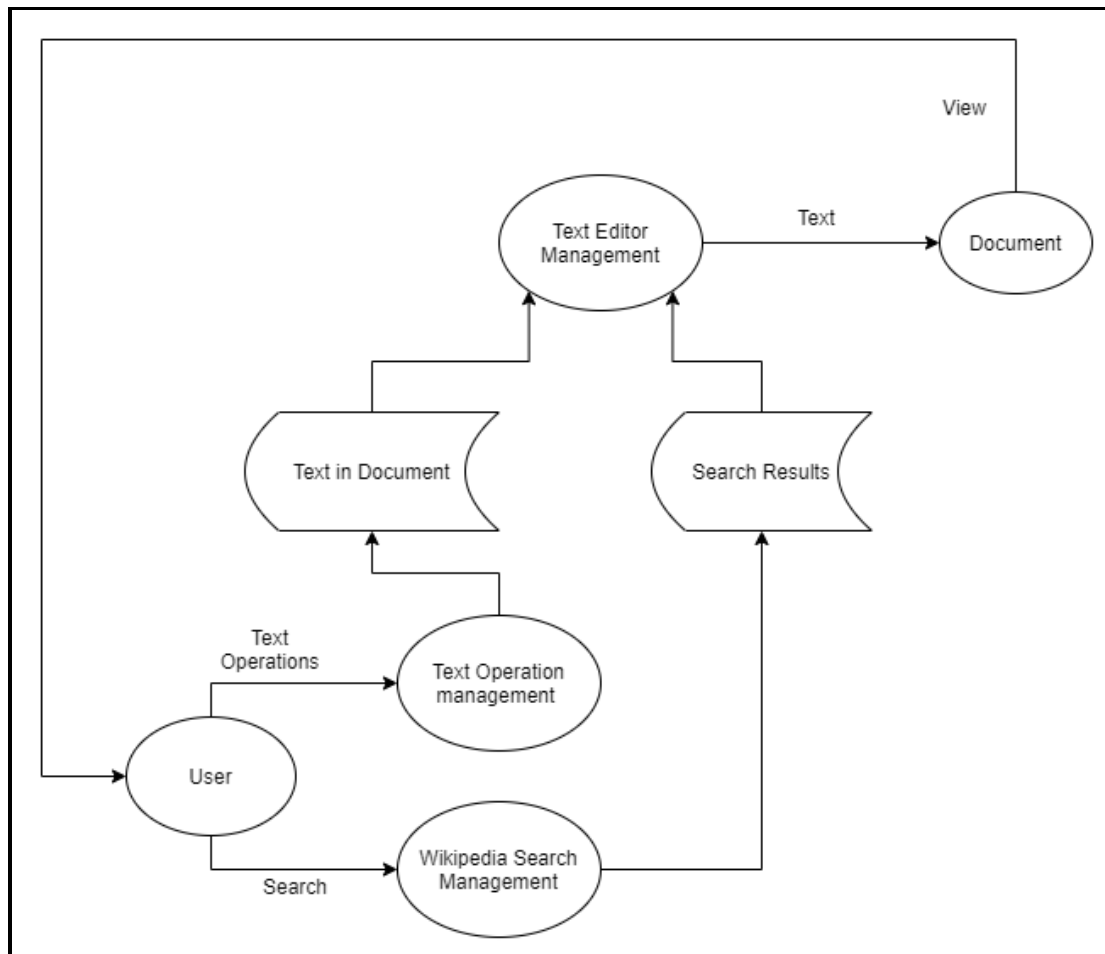 View
Text Editor
Management
Text
Document
Text in Document
Search Results
Text
Operations
Text Operation
management
User
Wikipedia Search
Management
Search